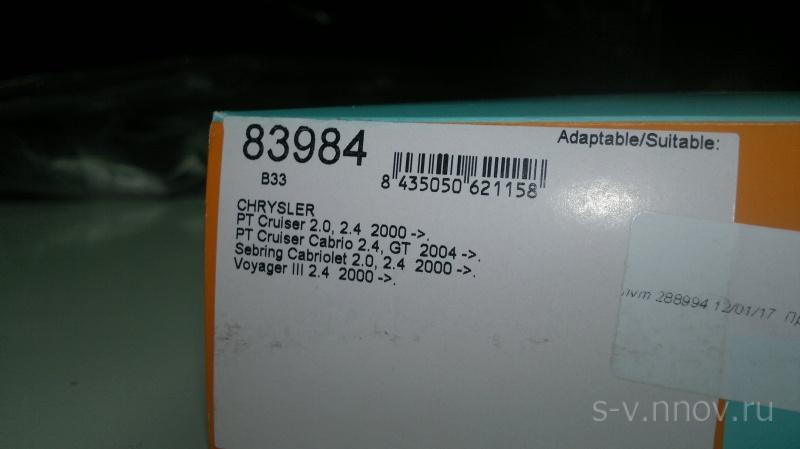 83984
Adaptable/Suitable:
B33
8 435050 621158
CHRYSLER
PT Cruiser 2.0, 2.4 2000 ->.
PT Cruiser Cabrio 2.4, GT 2004 ->.
Sebring Cabriolet 2.0, 2.4 2000 ->.
Voyager III 2.4 2000 ->.
288994 12/01/17
s-v.nnov.ru